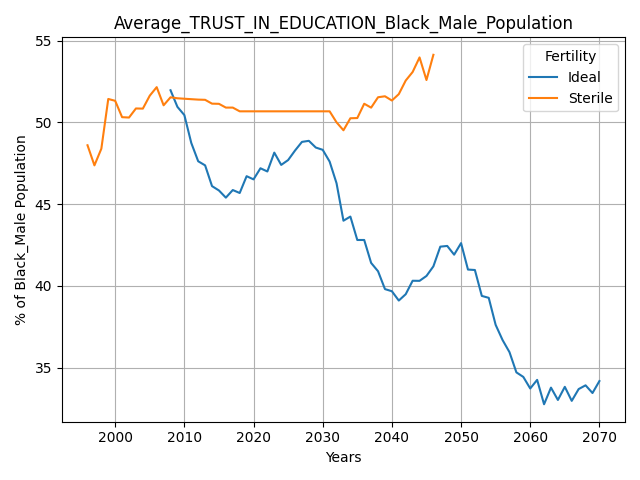 Average_TRUST_IN_EDUCATION_Black_Male_Population
Fertility
Ideal
Sterile
% of Black_Male Population
55
50
45
40
35
2000 2010 2020 2030 2040 2050 2060 2070
Years